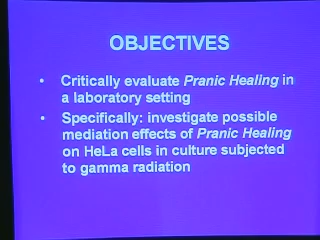 OBJECTIVES
• Critically evaluate Pranic Healing in
a laboratory setting
• Specifically: investigate possible
mediation effects of Pranic Healing
on HeLa cells in culture subjected
to gamma radiation